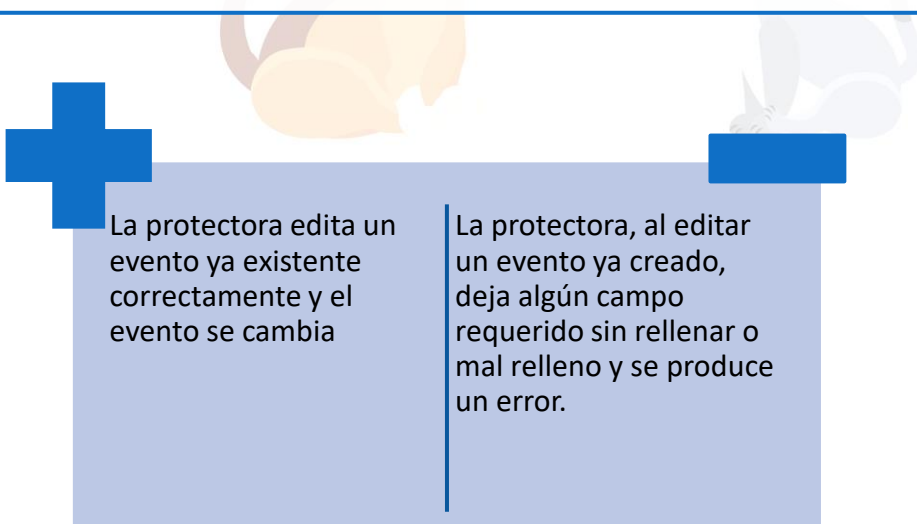 La protectora edita un
evento ya existente
correctamente y el
evento se cambia
La protectora, al editar
un evento ya creado,
deja algún campo
requerido sin rellenar o
mal relleno y se produce
un error.